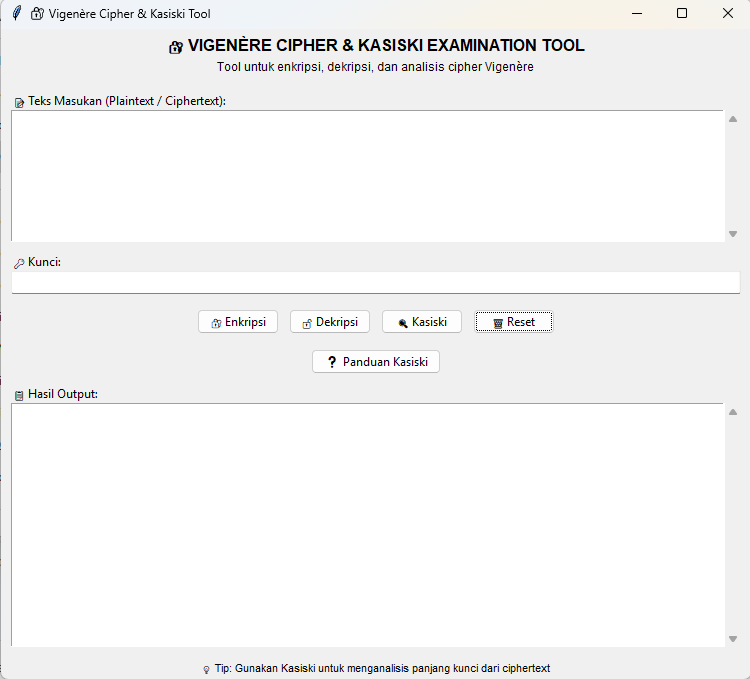 Vigenère Cipher & Kasiski Tool
VIGENÈRE CIPHER & KASISKI EXAMINATION TOOL
Tool untuk enkripsi, dekripsi, dan analisis cipher Vigenère
Teks Masukan (Plaintext / Ciphertext):
Kunci:
Enkripsi Dekripsi Kasiski Reset
? Panduan Kasiski
Hasil Output:
Tip: Gunakan Kasiski untuk menganalisis panjang kunci dari ciphertext